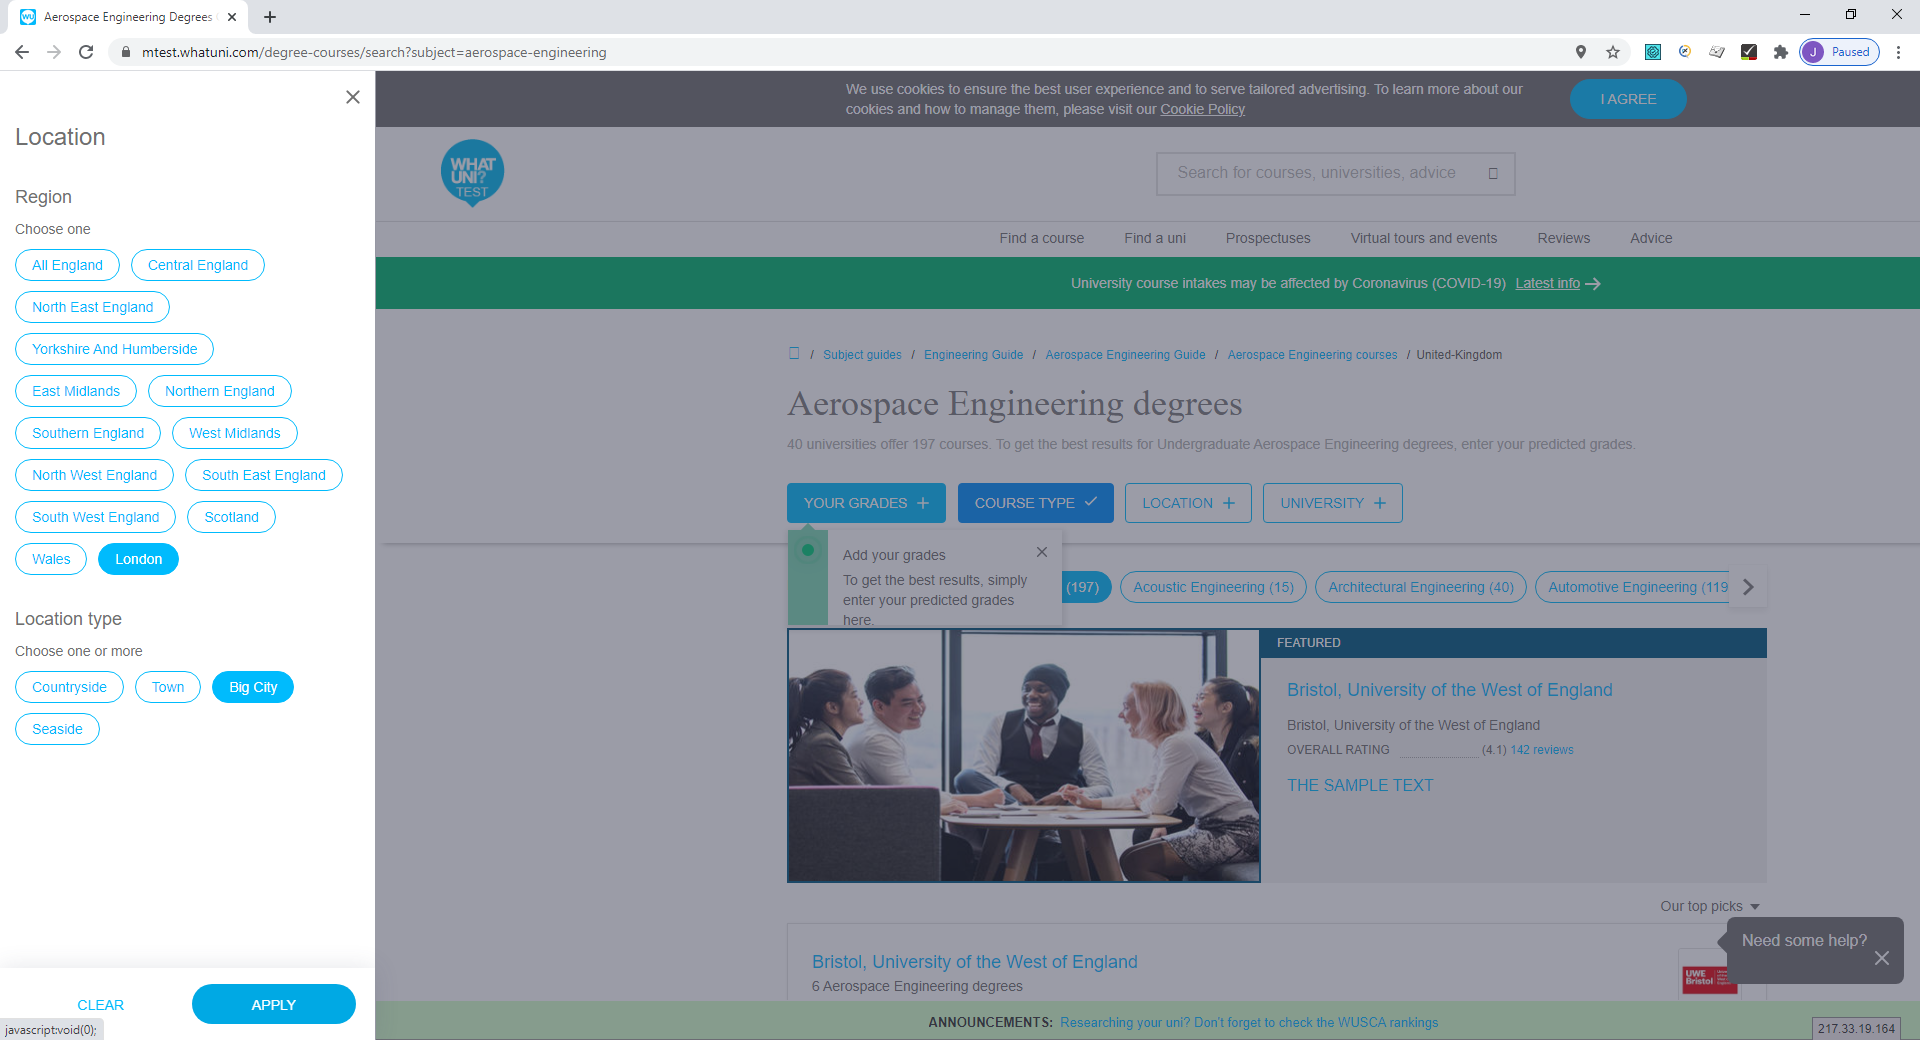 Aerospace Engineering Degrees
mtest.whatuni.com/degree-courses/search?subject=aerospace-engineering
J Paused
Location
Region
Choose one
All England
Central England
North East England
Yorkshire And Humberside
East Midlands
Northern England
Southern England
West Midlands
North West England
South East England
South West England
Scotland
Wales
London
Location type
Choose one or more
Countryside
Town
Big City
Seaside
CLEAR
APPLY
javascript:void(0);
We use cookies to ensure the best user experience and to serve tailored advertising. To learn more about our
cookies and how to manage them, please visit our Cookie Policy
I AGREE
WHAT
UNI?
TEST
Search for courses, universities, advice
Find a course
Find a uni
Prospectuses
Virtual tours and events
Reviews
Advice
University course intakes may be affected by Coronavirus (COVID-19) Latest info
/ Subject guides / Engineering Guide / Aerospace Engineering Guide / Aerospace Engineering courses / United-Kingdom
Aerospace Engineering degrees
40 universities offer 197 courses. To get the best results for Undergraduate Aerospace Engineering degrees, enter your predicted grades.
YOUR GRADES
COURSE TYPE
LOCATION
UNIVERSITY
Add your grades
To get the best results, simply
enter your predicted grades
here.
(197)
Acoustic Engineering (15)
Architectural Engineering (40)
Automotive Engineering (119
FEATURED
Bristol, University of the West of England
Bristol, University of the West of England
OVERALL RATING (4.1) 142 reviews
THE SAMPLE TEXT
Our top picks
Need some help?
Bristol, University of the West of England
6 Aerospace Engineering degrees
UWE
Bristol
ANNOUNCEMENTS: Researching your uni? Don't forget to check the WUSCA rankings
217.33.19.164